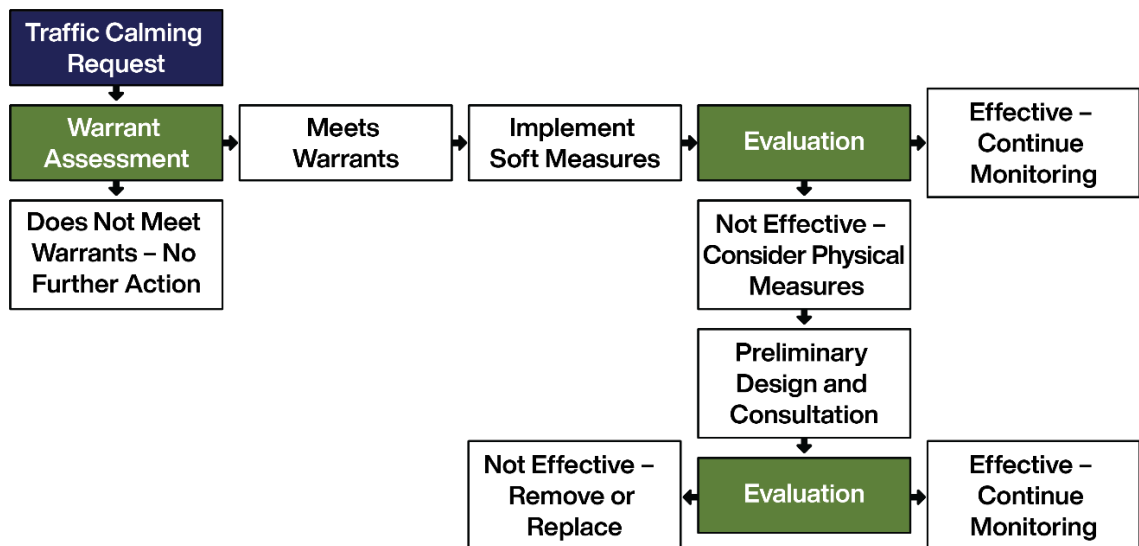 Traffic Calming
Request
Warrant
Assessment
Meets
Warrants
Implement
Soft Measures
Evaluation
Effective –
Continue
Monitoring
Does Not Meet
Warrants – No
Further Action
Not Effective –
Consider Physical
Measures
Preliminary
Design and
Consultation
Not Effective –
Remove or
Replace
Evaluation
Effective –
Continue
Monitoring